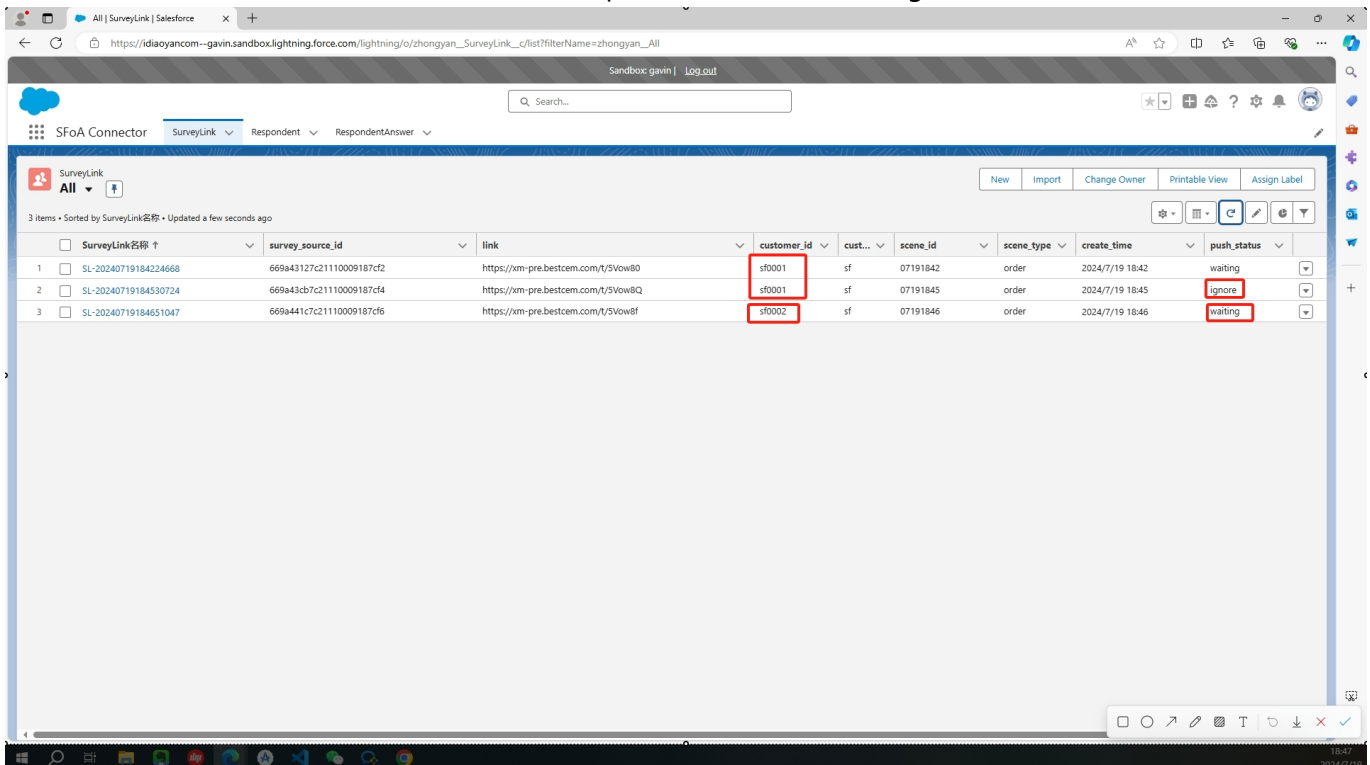 All | SurveyLink | Salesforce
https://idiaoyancom--gavin.sandbox.lightning.force.com/lightning/o/zhongyan__SurveyLink__c/list?filterName=zhongyan__All
Sandbox: gavin | Log out
Search...
SFoA Connector SurveyLink Respondent RespondentAnswer
SurveyLink
All
New Import Change Owner Printable View Assign Label
3 items • Sorted by SurveyLink名称 • Updated a few seconds ago
SurveyLink名称 ↑ survey_source_id link customer_id cust... scene_id scene_type create_time push_status
1 SL-20240719184224668 669a43127c21110009187cf2 https://xm-pre.bestcem.com/t/5Vow80 sf0001 sf 07191842 order 2024/7/19 18:42 waiting
2 SL-20240719184530724 669a43cb7c21110009187cf4 https://xm-pre.bestcem.com/t/5Vow8Q sf0001 sf 07191845 order 2024/7/19 18:45 ignore
3 SL-20240719184651047 669a441c7c21110009187cf6 https://xm-pre.bestcem.com/t/5Vow8f sf0002 sf 07191846 order 2024/7/19 18:46 waiting
18:47